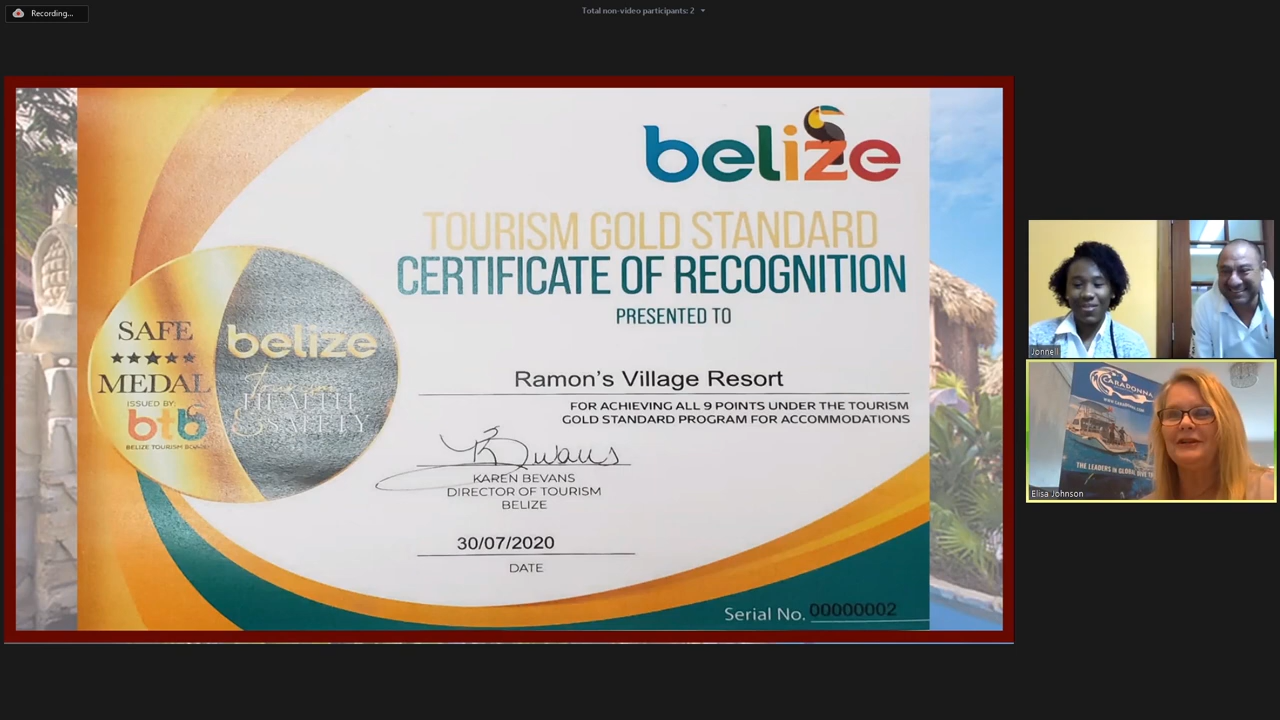 Recording...
Total non-video participants: 2
belize
TOURISM GOLD STANDARD
CERTIFICATE OF RECOGNITION
PRESENTED TO
Ramon's Village Resort
FOR ACHIEVING ALL 9 POINTS UNDER THE TOURISM
GOLD STANDARD PROGRAM FOR ACCOMMODATIONS
SAFE
MEDAL
ISSUED BY:
btb
BELIZE TOURISM BOARD
belize
Tourism
HEALTH
& SAFETY
KBevans
KAREN BEVANS
DIRECTOR OF TOURISM
BELIZE
30/07/2020
DATE
Serial No. 00000002
Jonnell
CARADONNA
THE LEADERS IN GLOBAL DIVE
Elisa Johnson